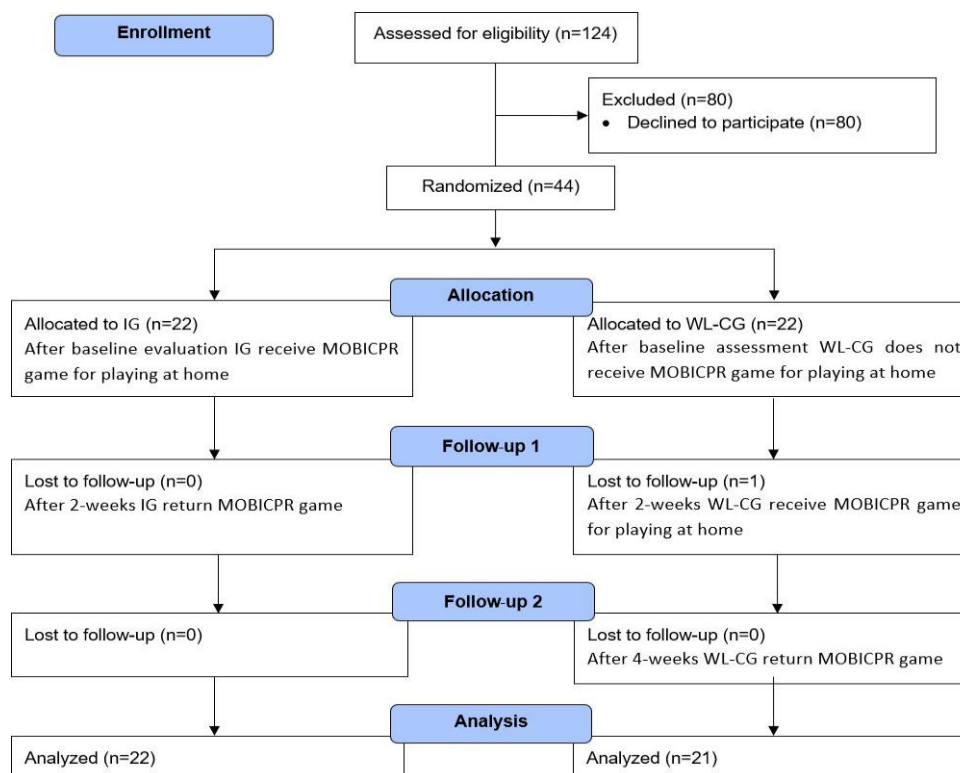 Enrollment
Assessed for eligibility (n=124)
Excluded (n=80)
• Declined to participate (n=80)
Randomized (n=44)
Allocation
Allocated to IG (n=22)
After baseline evaluation IG receive MOBICPR
game for playing at home
Allocated to WL-CG (n=22)
After baseline assessment WL-CG does not
receive MOBICPR game for playing at home
Follow-up 1
Lost to follow-up (n=0)
After 2-weeks IG return MOBICPR game
Lost to follow-up (n=1)
After 2-weeks WL-CG receive MOBICPR game
for playing at home
Follow-up 2
Lost to follow-up (n=0)
Lost to follow-up (n=0)
After 4-weeks WL-CG return MOBICPR game
Analysis
Analyzed (n=22)
Analyzed (n=21)